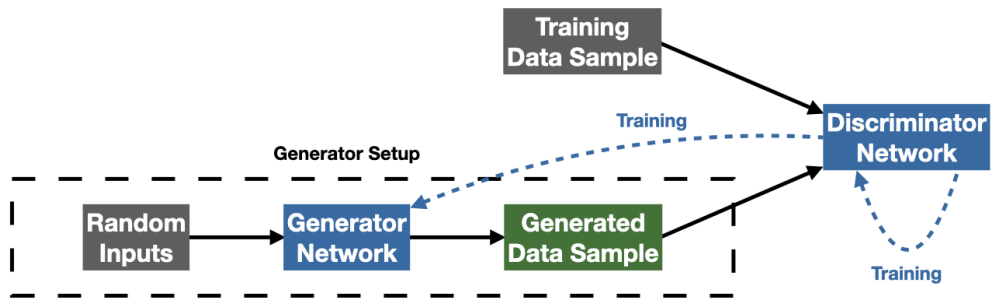 Training
Data Sample
Training
Discriminator
Network
Generator Setup
Random
Inputs
Generator
Network
Generated
Data Sample
Training